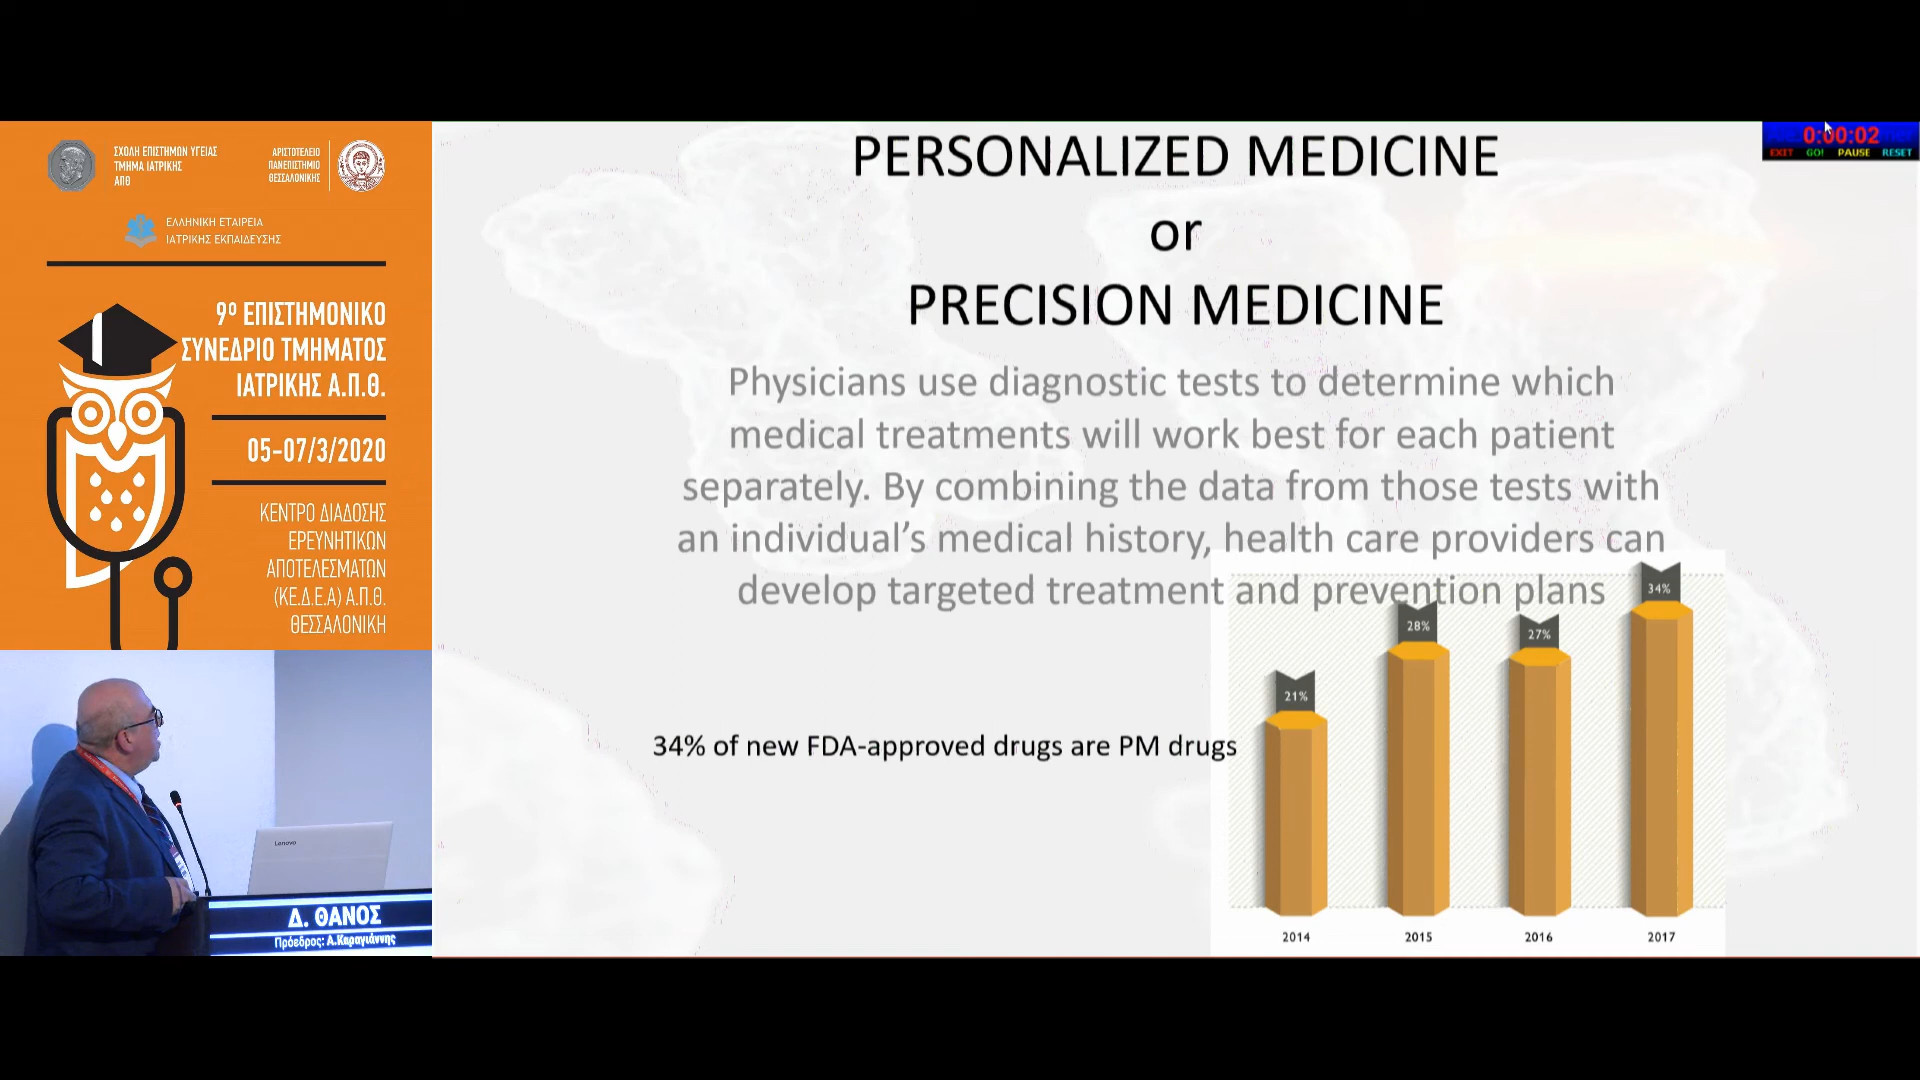 ΣΧΟΛΗ ΕΠΙΣΤΗΜΩΝ ΥΓΕΙΑΣ
ΤΜΗΜΑ ΙΑΤΡΙΚΗΣ
ΑΠΘ
ΑΡΙΣΤΟΤΕΛΕΙΟ
ΠΑΝΕΠΙΣΤΗΜΙΟ
ΘΕΣΣΑΛΟΝΙΚΗΣ
ΕΛΛΗΝΙΚΗ ΕΤΑΙΡΕΙΑ
ΙΑΤΡΙΚΗΣ ΕΚΠΑΙΔΕΥΣΗΣ
9º ΕΠΙΣΤΗΜΟΝΙΚΟ
ΣΥΝΕΔΡΙΟ ΤΜΗΜΑΤΟΣ
ΙΑΤΡΙΚΗΣ Α.Π.Θ.
05-07/3/2020
ΚΕΝΤΡΟ ΔΙΑΔΟΣΗΣ
ΕΡΕΥΝΗΤΙΚΩΝ
ΑΠΟΤΕΛΕΣΜΑΤΩΝ
(ΚΕ.Δ.Ε.Α) Α.Π.Θ.
ΘΕΣΣΑΛΟΝΙΚΗ
Lenovo
Δ. ΘΑΝΟΣ
Πρόεδρος: Α.Καραγιάννης
PERSONALIZED MEDICINE
or
PRECISION MEDICINE
Physicians use diagnostic tests to determine which
medical treatments will work best for each patient
separately. By combining the data from those tests with
an individual’s medical history, health care providers can
develop targeted treatment and prevention plans
34% of new FDA-approved drugs are PM drugs
21%
28%
27%
34%
2014
2015
2016
2017
0:00:02
EXIT GO! PAUSE RESET